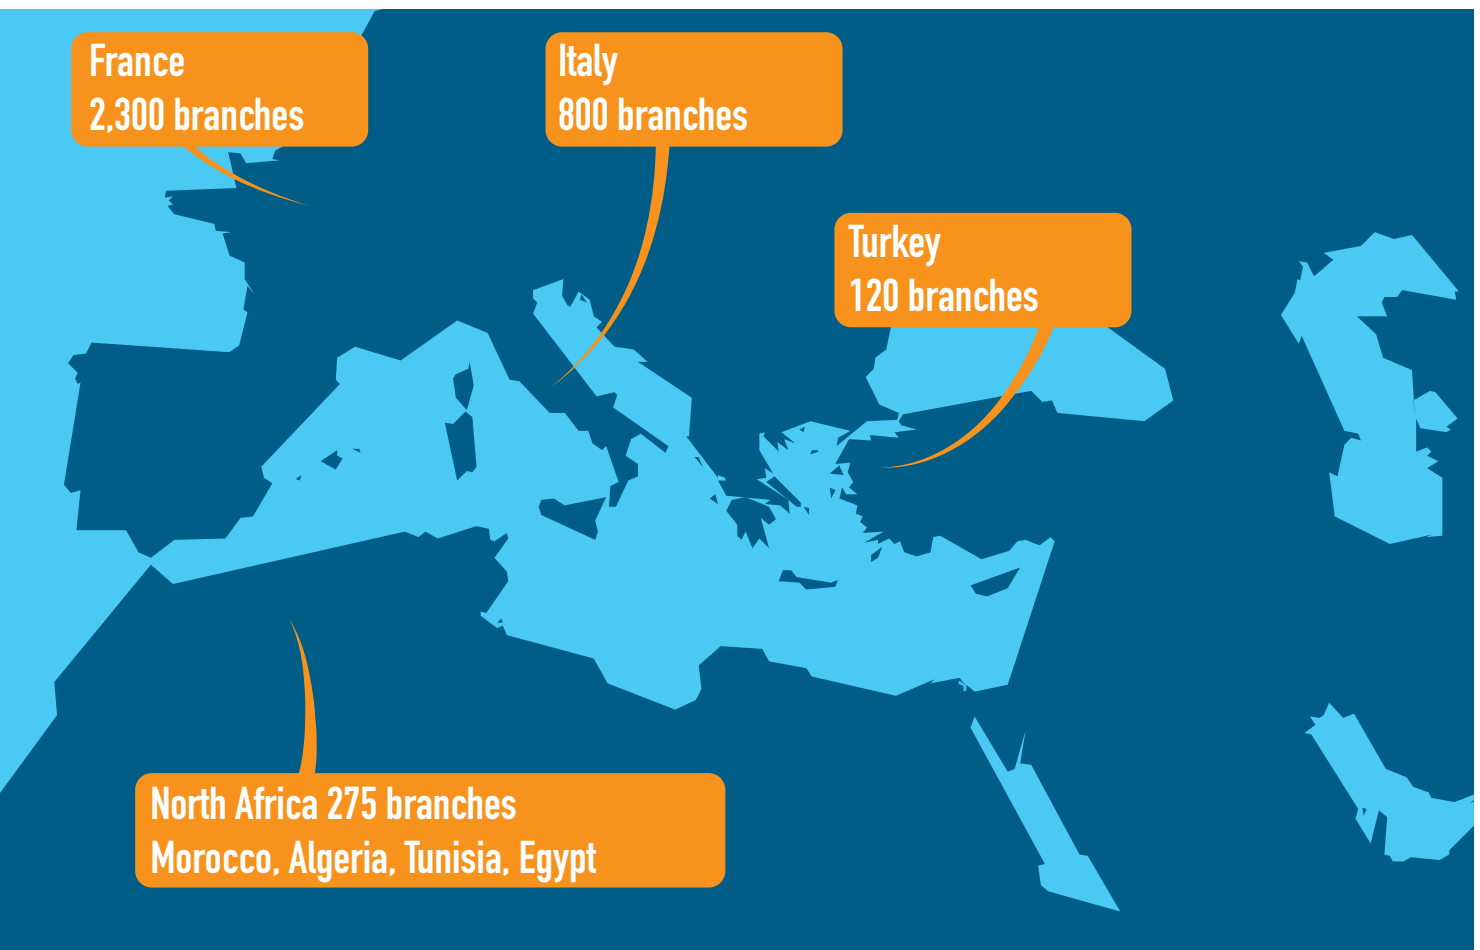 France
2,300 branches
Italy
800 branches
Turkey
120 branches
North Africa 275 branches
Morocco, Algeria, Tunisia, Egypt